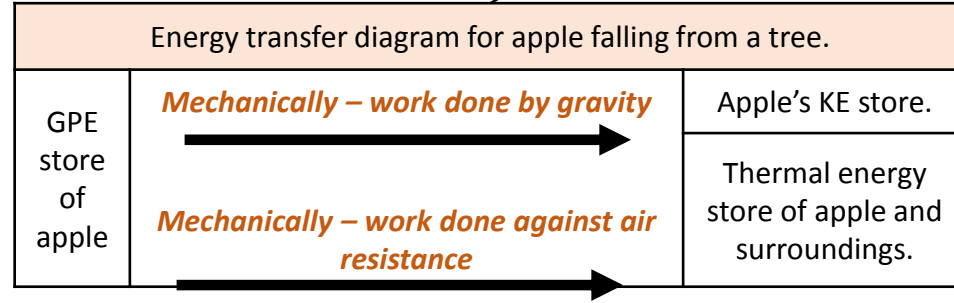 Energy transfer diagram for apple falling from a tree.
GPE
store
of
apple
Mechanically – work done by gravity
Mechanically – work done against air
resistance
Apple's KE store.
Thermal energy
store of apple and
surroundings.